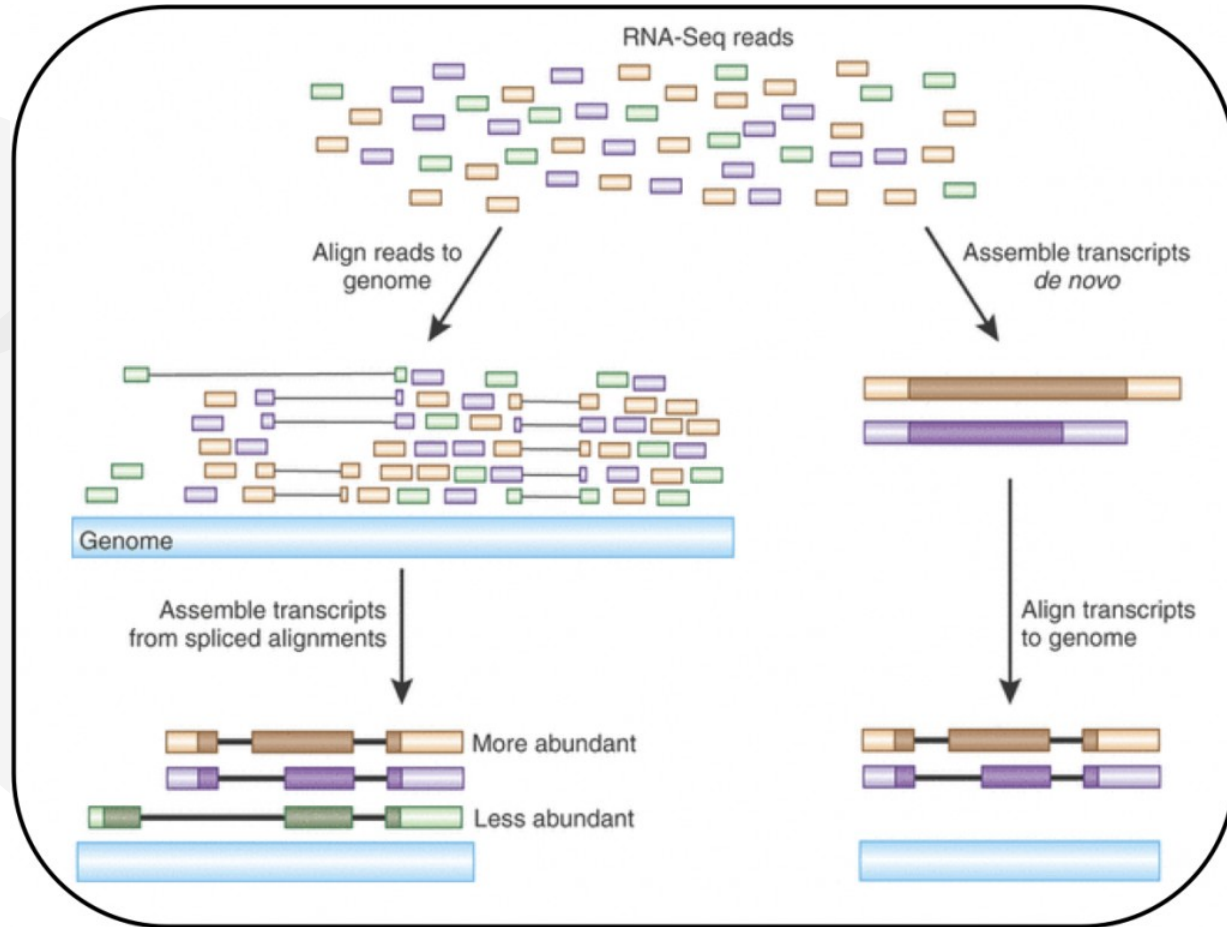 RNA-Seq reads
Align reads to
genome
Assemble transcripts
de novo
Genome
Assemble transcripts
from spliced alignments
Align transcripts
to genome
More abundant
Less abundant